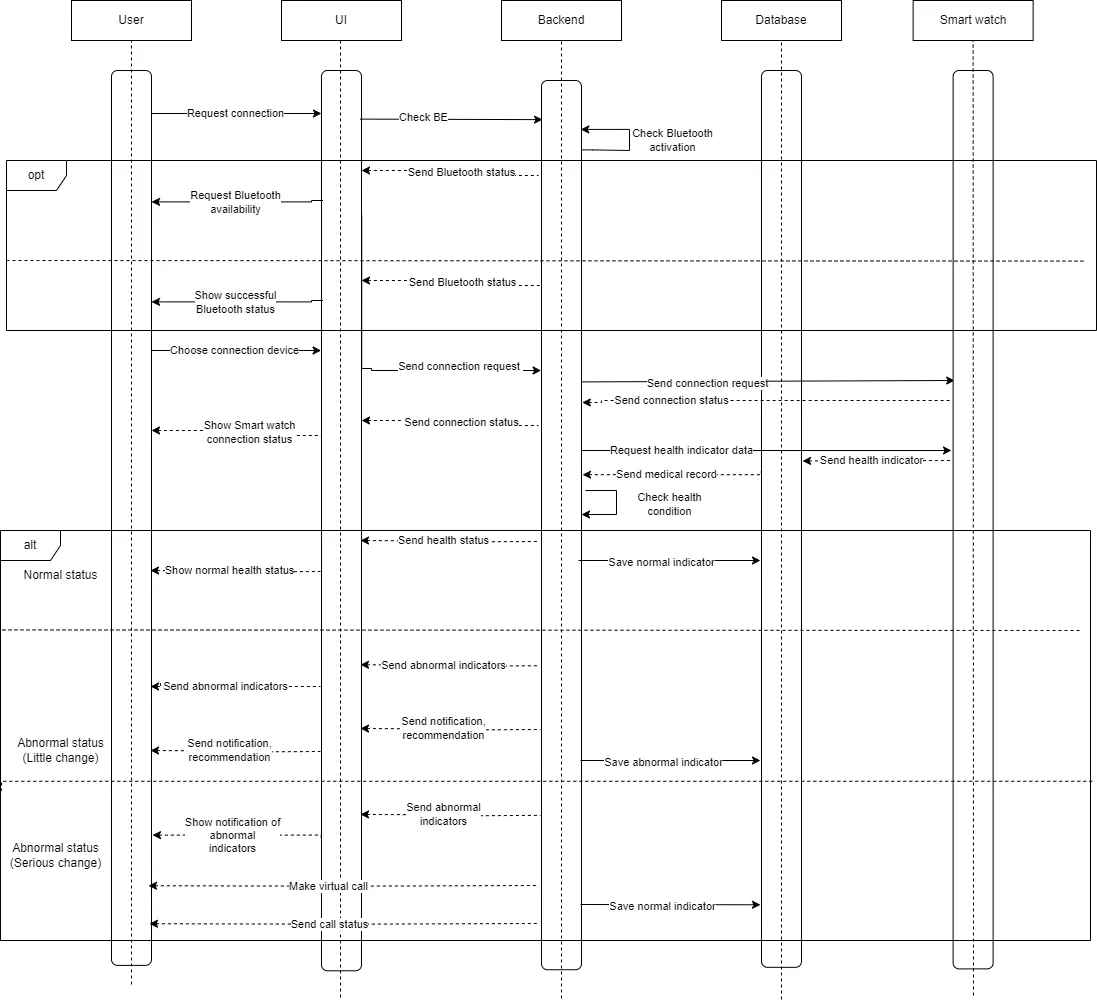 User
UI
Backend
Database
Smart watch
Request connection
Check BE
Check Bluetooth
activation
opt
Send Bluetooth status
Request Bluetooth
availability
Send Bluetooth status
Show successful
Bluetooth status
Choose connection device
Send connection request
Send connection request
Send connection status
Send connection status
Show Smart watch
connection status
Request health indicator data
Send health indicator
Send medical record
Check health
condition
alt
Send health status
Save normal indicator
Normal status
Show normal health status
Send abnormal indicators
Send abnormal indicators
Send notification,
recommendation
Abnormal status
(Little change)
Send notification,
recommendation
Save abnormal indicator
Send abnormal
indicators
Show notification of
abnormal
indicators
Abnormal status
(Serious change)
Make virtual call
Save normal indicator
Send call status